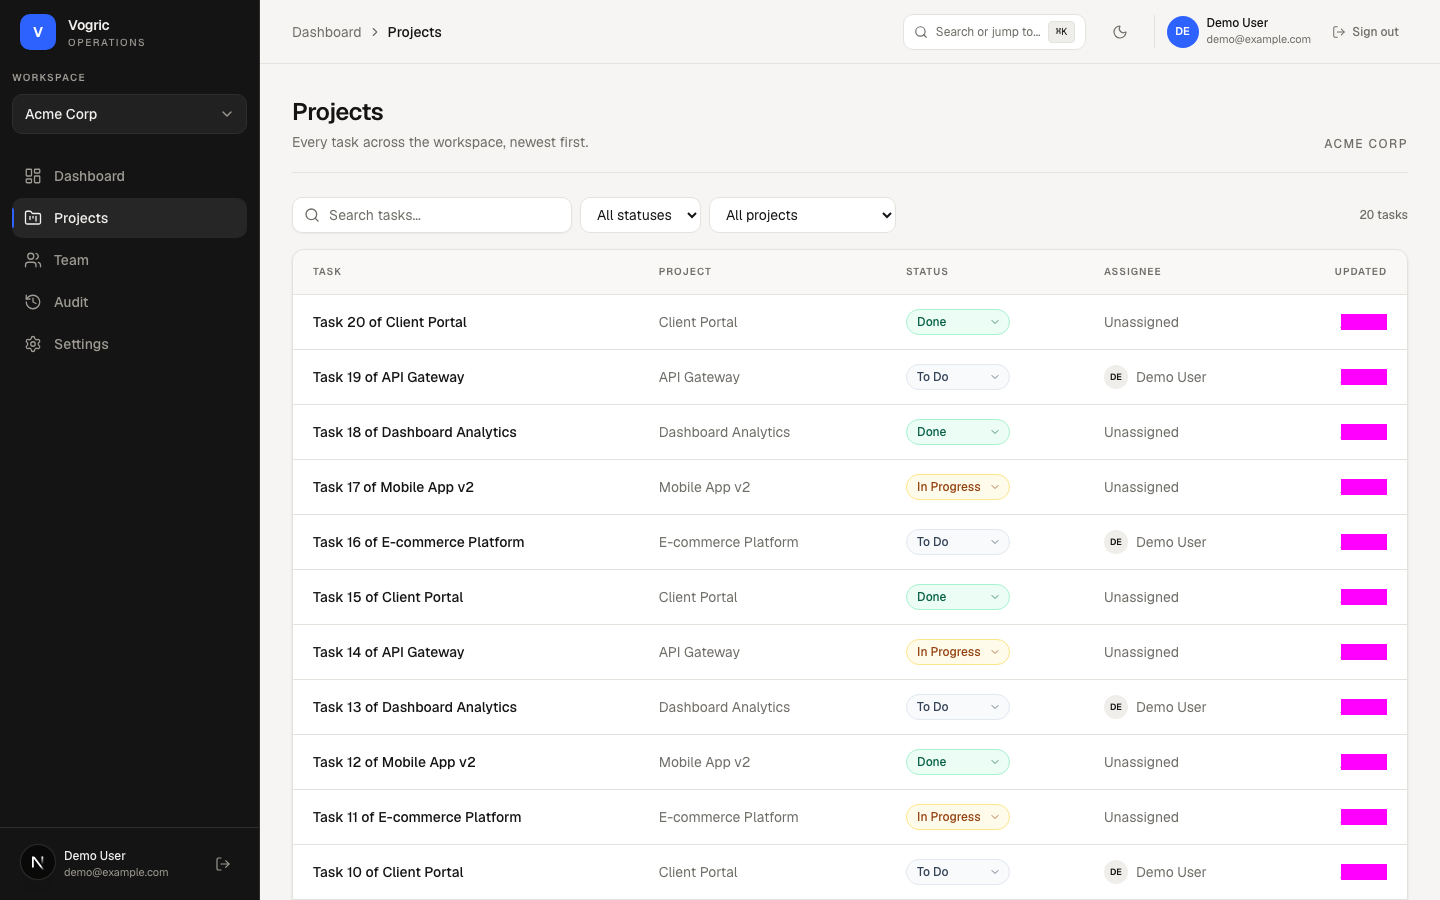 V
Vogric
OPERATIONS
WORKSPACE
Acme Corp
Dashboard
Projects
Team
Audit
Settings
N
Demo User
demo@example.com
Dashboard > Projects
Search or jump to... ⌘K
DE
Demo User
demo@example.com
Sign out
Projects
Every task across the workspace, newest first.
ACME CORP
Search tasks...
All statuses
All projects
20 tasks
TASK PROJECT STATUS ASSIGNEE UPDATED
Task 20 of Client Portal Client Portal Done Unassigned
Task 19 of API Gateway API Gateway To Do DE Demo User
Task 18 of Dashboard Analytics Dashboard Analytics Done Unassigned
Task 17 of Mobile App v2 Mobile App v2 In Progress Unassigned
Task 16 of E-commerce Platform E-commerce Platform To Do DE Demo User
Task 15 of Client Portal Client Portal Done Unassigned
Task 14 of API Gateway API Gateway In Progress Unassigned
Task 13 of Dashboard Analytics Dashboard Analytics To Do DE Demo User
Task 12 of Mobile App v2 Mobile App v2 Done Unassigned
Task 11 of E-commerce Platform E-commerce Platform In Progress Unassigned
Task 10 of Client Portal Client Portal To Do DE Demo User